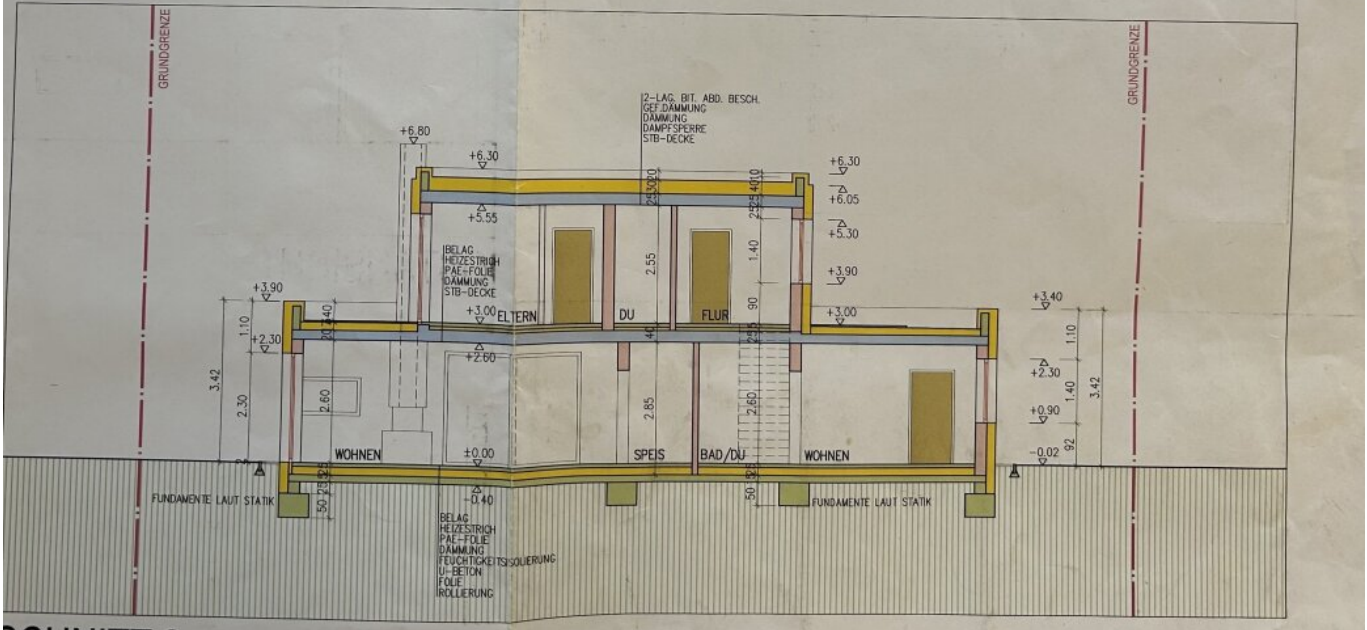 GRUNDGRENZE
GRUNDGRENZE
2-LAG. BIT. ABD. BESCH.
GEF.DÄMMUNG
DÄMMUNG
DAMPFSPERRE
STB-DECKE
+6.80
+6.30
+6.30
+6.05
+5.55
+5.30
253020
2.55
1.40
90
BELAG
HEIZESTRICH
PAE-FOLIE
DÄMMUNG
STB-DECKE
+3.90
+3.90
+3.40
+3.00
ELTERN
DU
FLUR
+3.00
1.10
1.10
40
+2.30
+2.60
+2.30
3.42
2.30
2.60
2.85
2.60
1.40
3.42
+0.90
92
WOHNEN
±0.00
SPEIS
BAD/DU
WOHNEN
-0.02
-0.40
50
50
FUNDAMENTE LAUT STATIK
FUNDAMENTE LAUT STATIK
BELAG
HEIZESTRICH
PAE-FOLIE
DÄMMUNG
FEUCHTIGKEITSISOLIERUNG
U-BETON
FOLIE
ROLLIERUNG